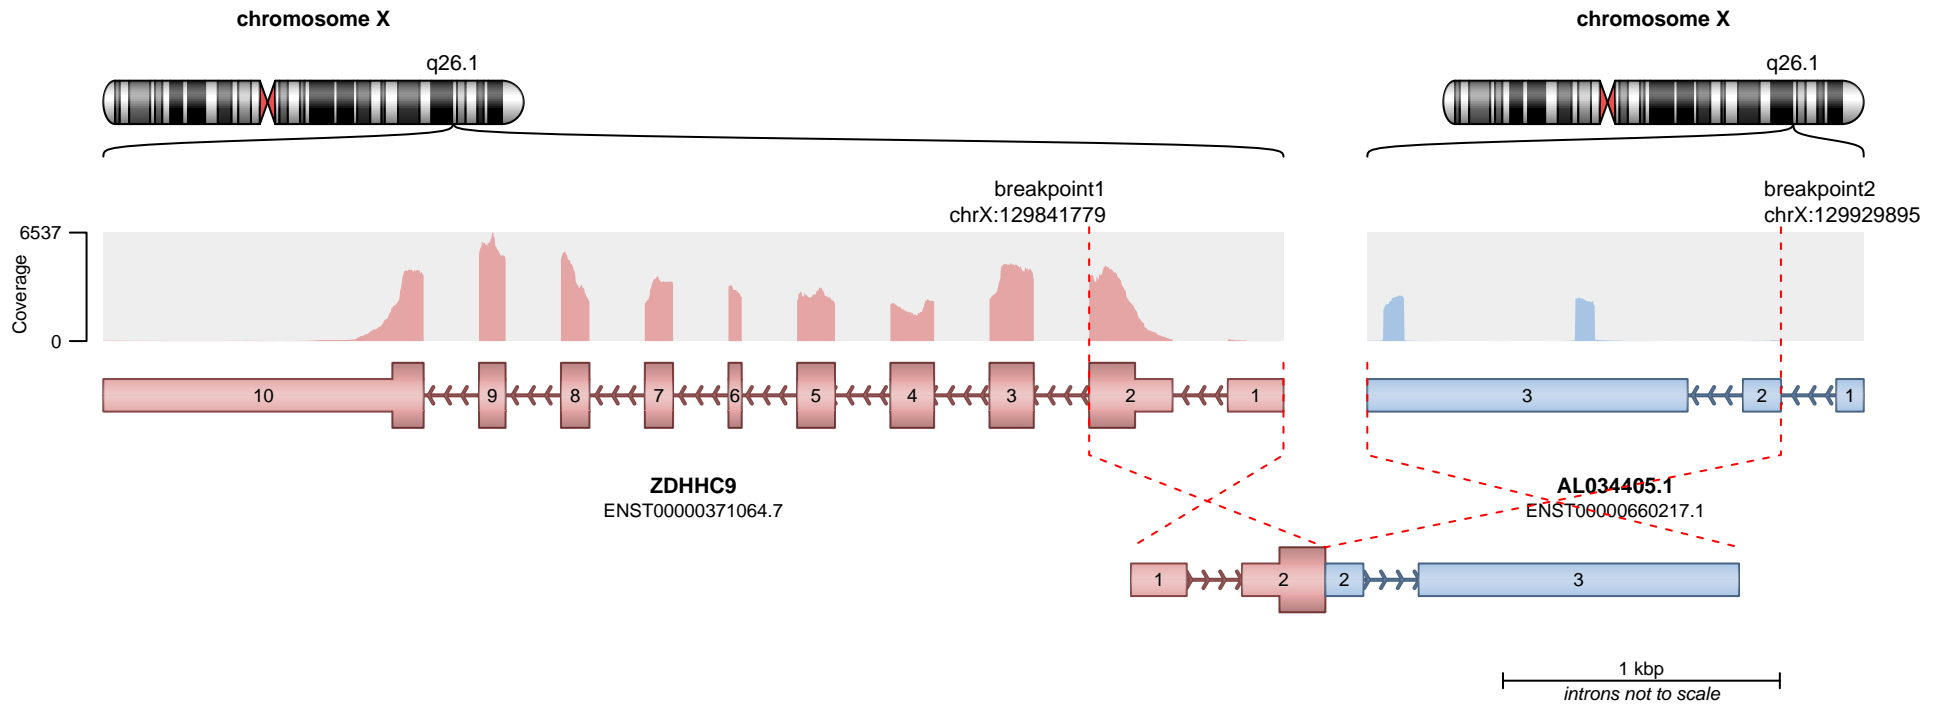 chromosome X
chromosome X
q26.1
q26.1
breakpoint1
chrX:129841779
breakpoint2
chrX:129929895
6537
Coverage
0
10
9
8
7
6
5
4
3
2
1
3
2
1
ZDHHC9
ENST00000371064.7
AL034405.1
ENST00000660217.1
1
2
2
3
1 kbp
introns not to scale